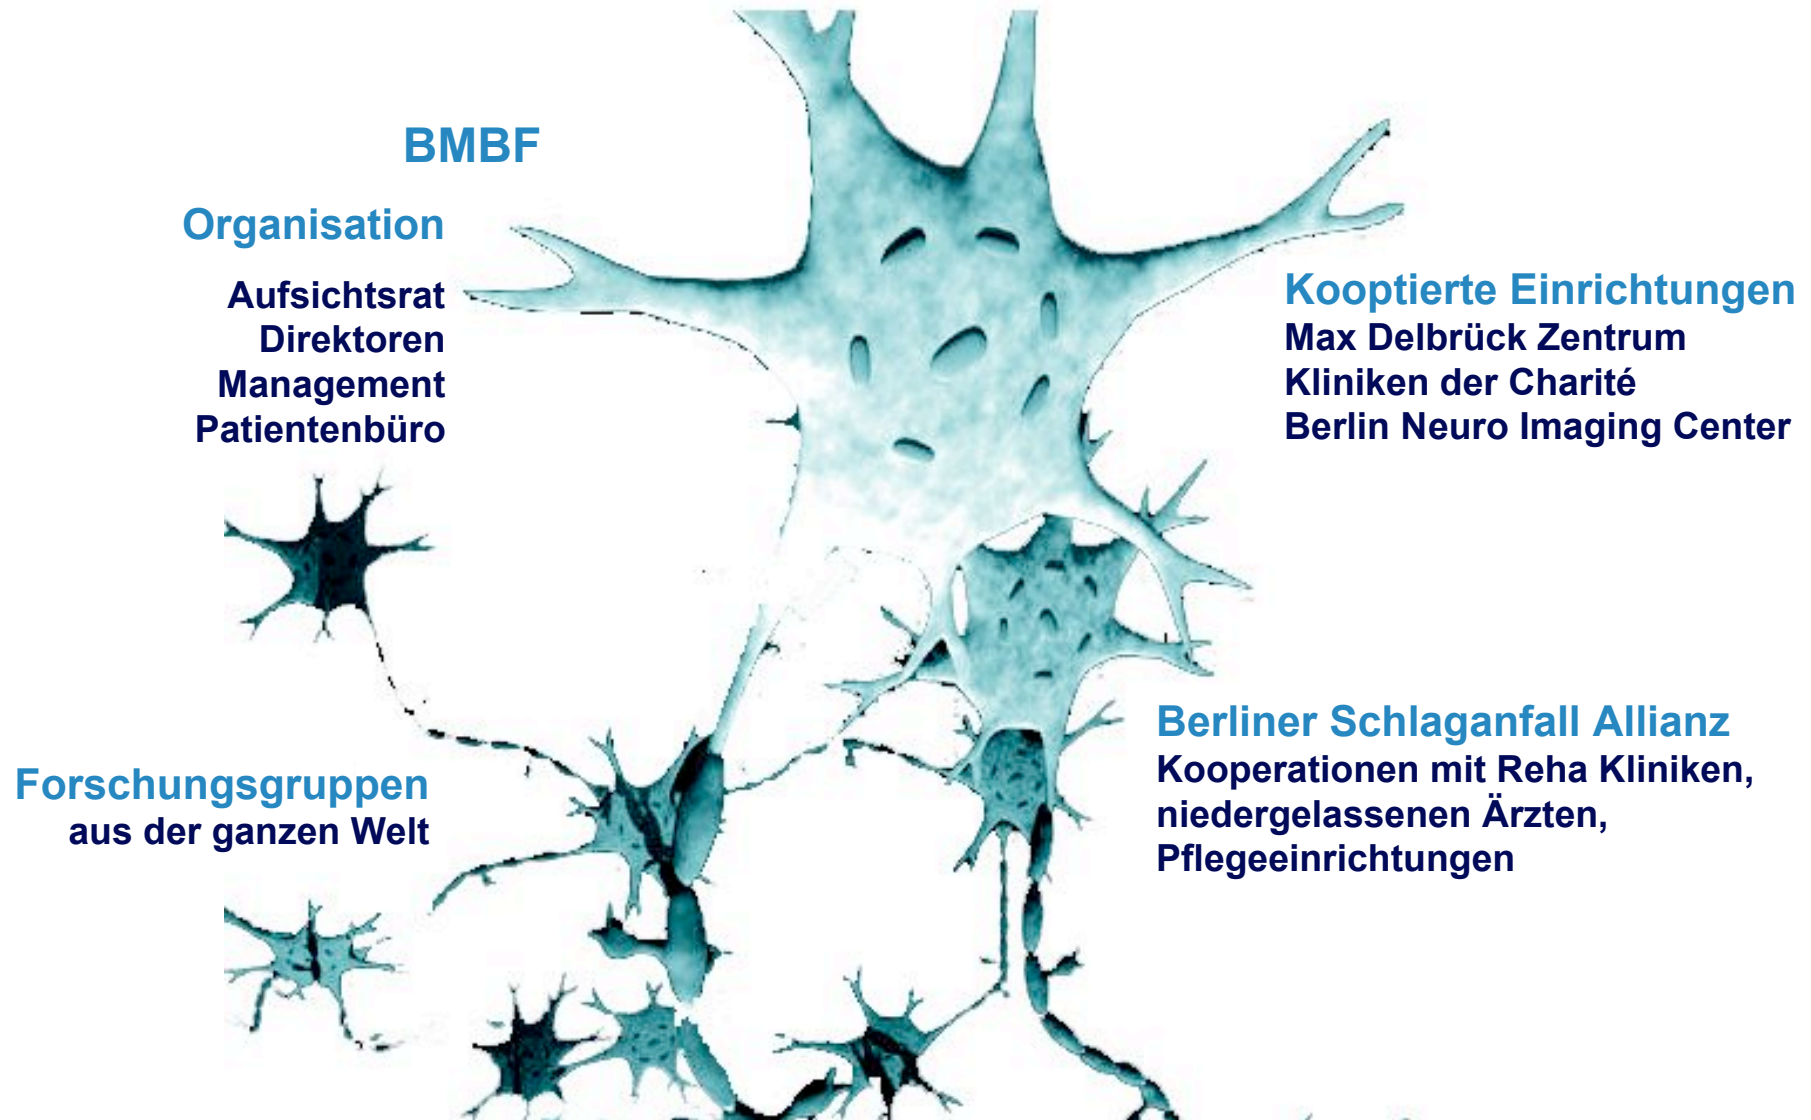 BMBF
Organisation
Aufsichtsrat
Direktoren
Management
Patientenbüro
Kooptierte Einrichtungen
Max Delbrück Zentrum
Kliniken der Charité
Berlin Neuro Imaging Center
Forschungsgruppen
aus der ganzen Welt
Berliner Schlaganfall Allianz
Kooperationen mit Reha Kliniken,
niedergelassenen Ärzten,
Pflegeeinrichtungen